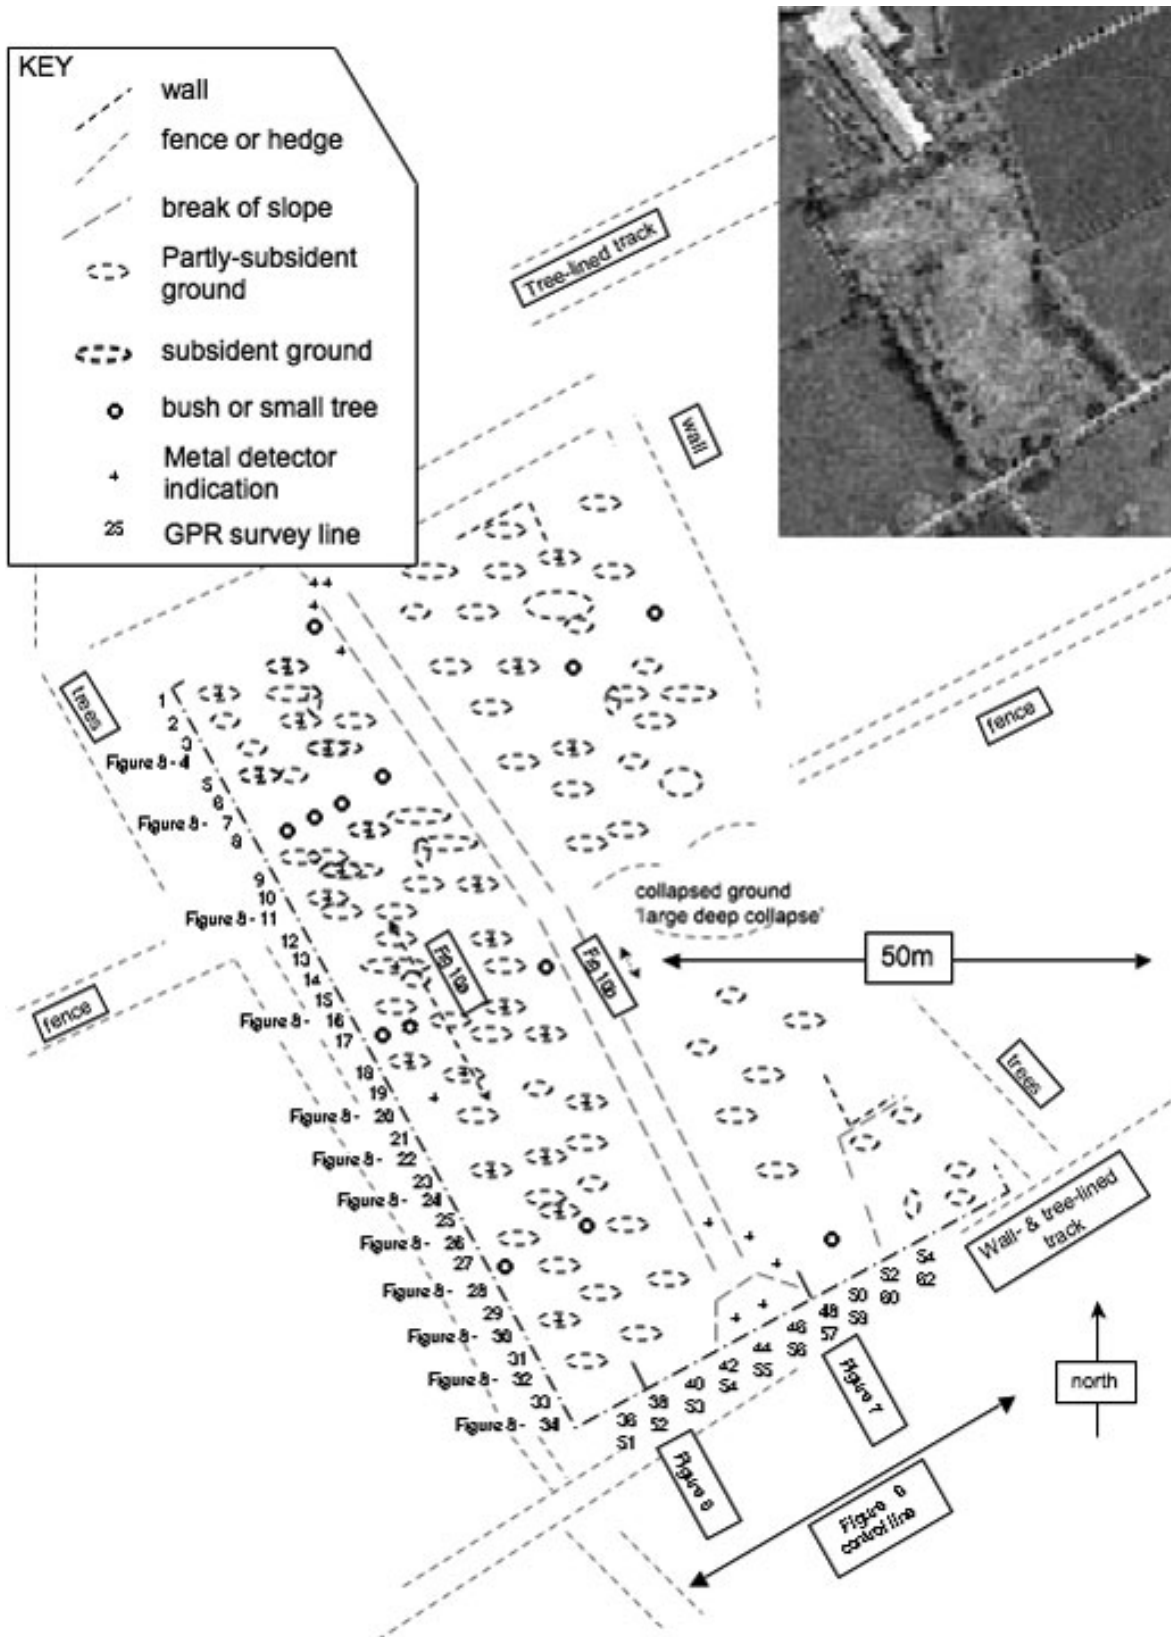 KEY
wall
fence or hedge
break of slope
Partly-subsident
ground
subsident ground
bush or small tree
Metal detector
indication
25 GPR survey line
Tree-lined track
wall
trees
fence
1
2
3
Figure 8 - 4
5
6
Figure 8 - 7
8
9
10
Figure 8 - 11
12
13
14
15
Figure 8 - 16
17
18
19
Figure 8 - 20
21
Figure 8 - 22
23
Figure 8 - 24
25
Figure 8 - 26
27
Figure 8 - 28
29
Figure 8 - 30
31
Figure 8 - 32
33
Figure 8 - 34
collapsed ground
'large deep collapse'
50m
Fig 10a
Fig 10b
fence
trees
Wall- & tree-lined
track
36 38 40 42 44 46 48 50 52 54
51 52 53 54 55 56 57 58 60 62
Figure 7
north
Figure
Figure
control line